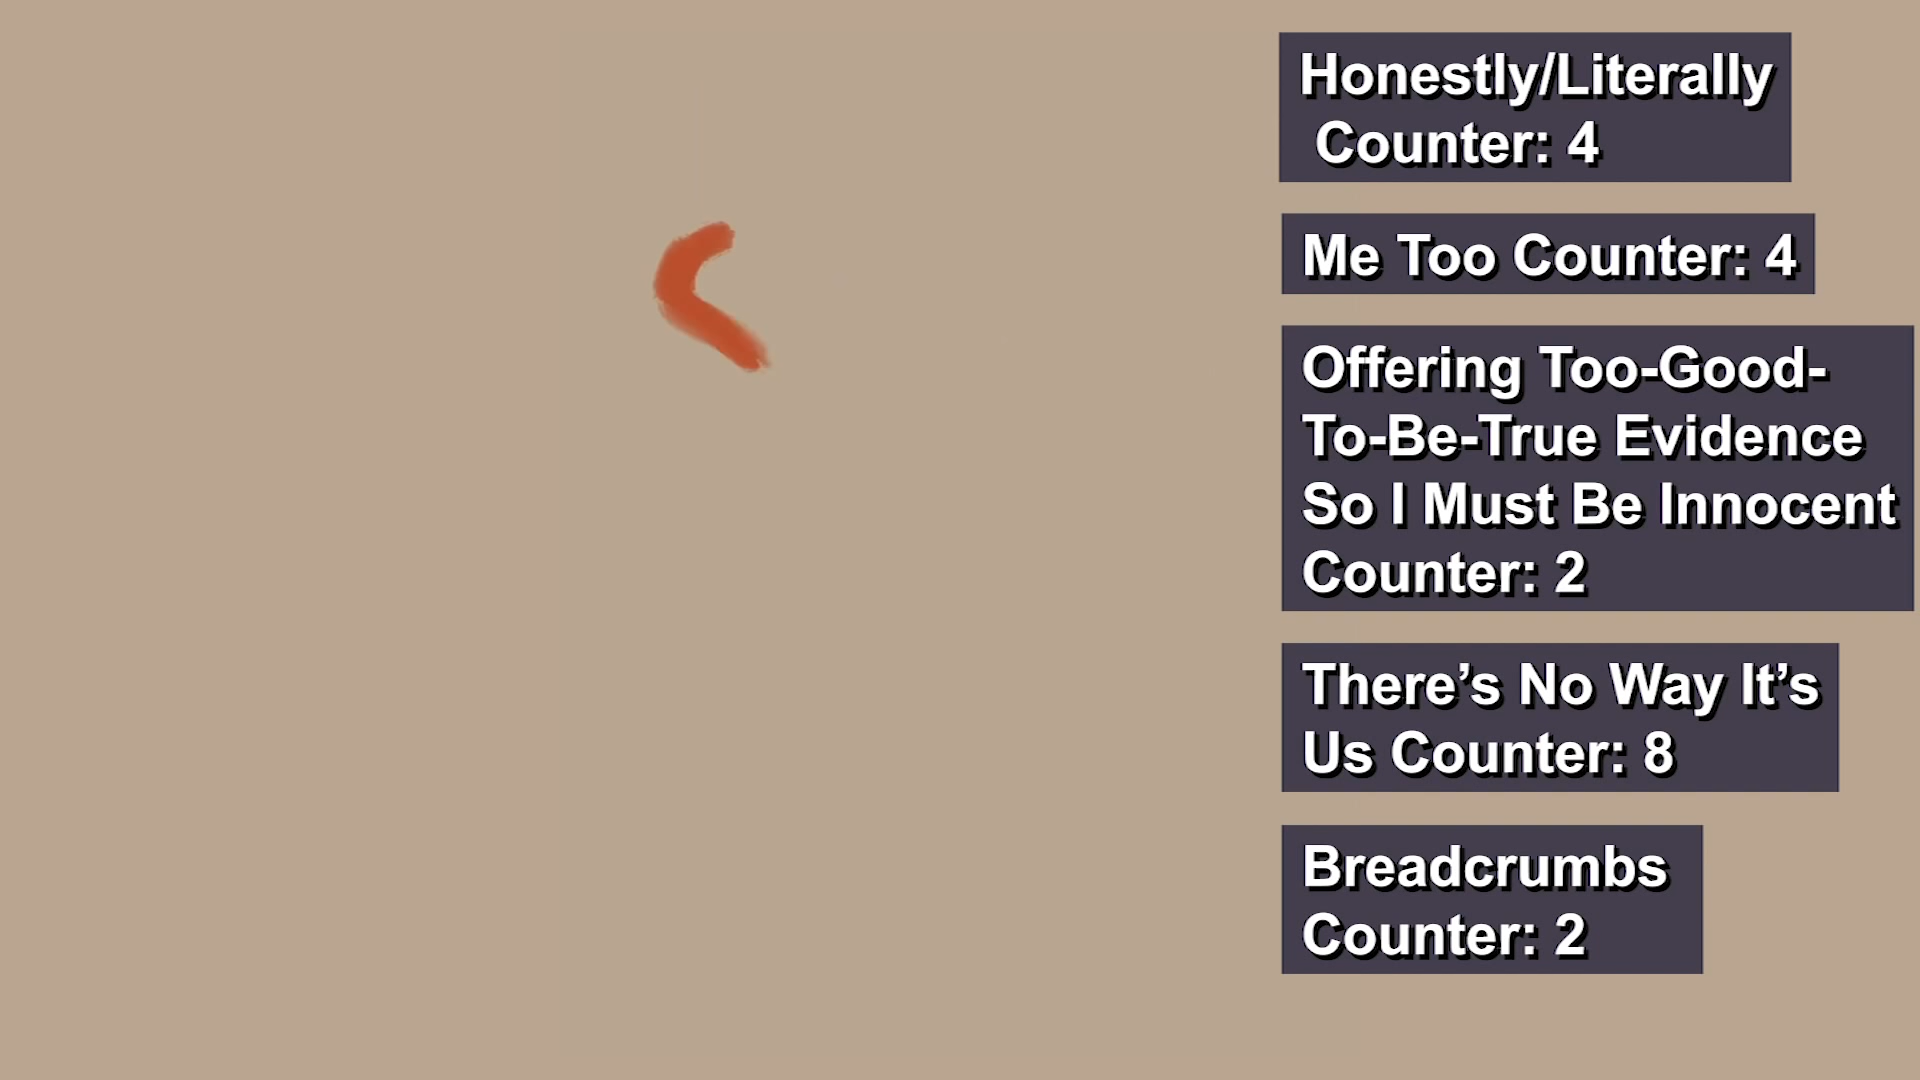 Honestly/Literally
Counter: 4
Me Too Counter: 4
Offering Too-Good-
To-Be-True Evidence
So I Must Be Innocent
Counter: 2
There’s No Way It’s
Us Counter: 8
Breadcrumbs
Counter: 2